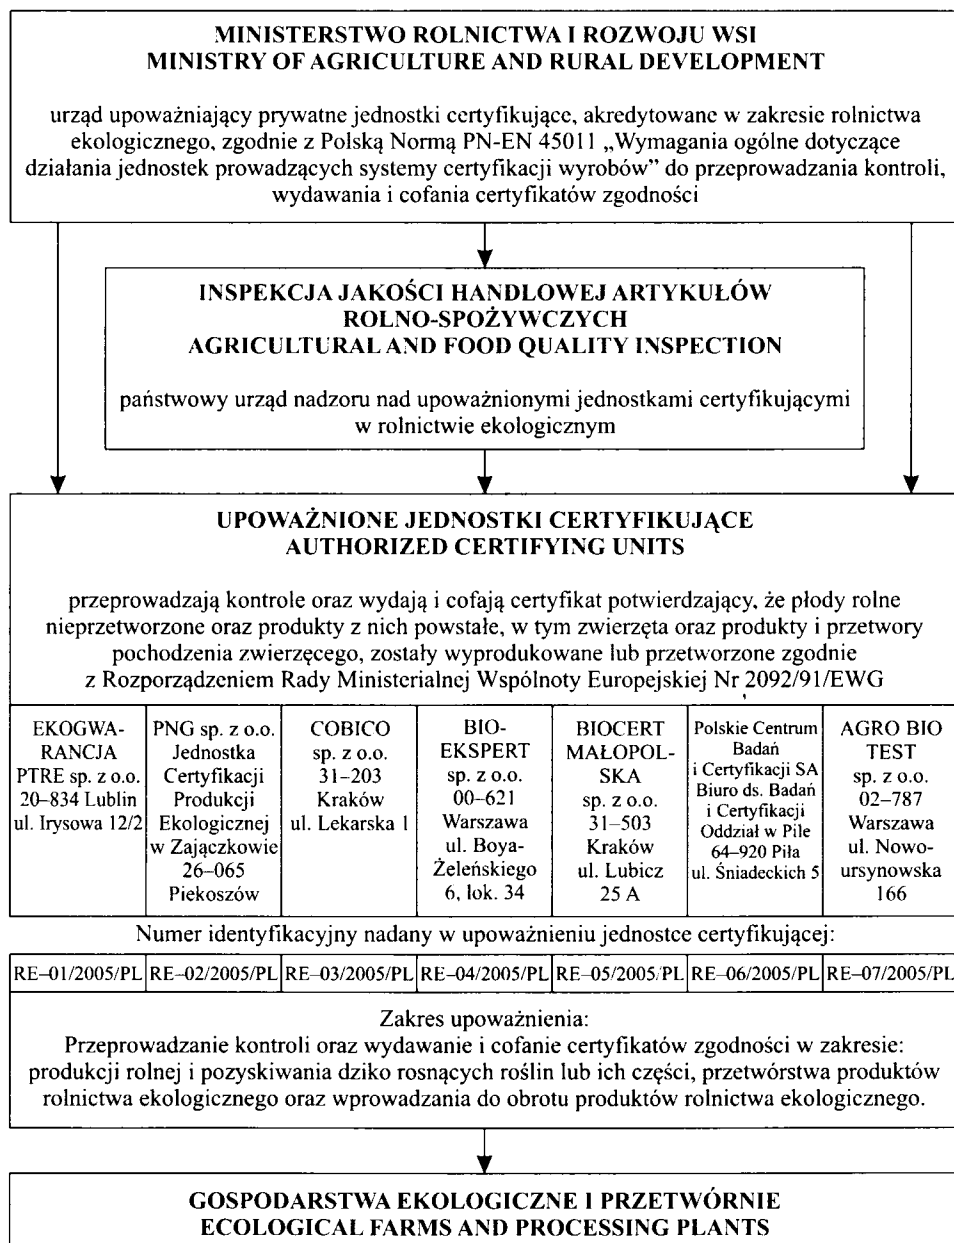 MINISTERSTWO ROLNICTWA I ROZWOJU WSI
MINISTRY OF AGRICULTURE AND RURAL DEVELOPMENT
urząd upoważniający prywatne jednostki certyfikujące, akredytowane w zakresie rolnictwa
ekologicznego, zgodnie z Polską Normą PN-EN 45011 „Wymagania ogólne dotyczące
działania jednostek prowadzących systemy certyfikacji wyrobów” do przeprowadzania kontroli,
wydawania i cofania certyfikatów zgodności
INSPEKCJA JAKOŚCI HANDLOWEJ ARTYKUŁÓW
ROLNO-SPOŻYWCZYCH
AGRICULTURAL AND FOOD QUALITY INSPECTION
państwowy urząd nadzoru nad upoważnionymi jednostkami certyfikującymi
w rolnictwie ekologicznym
UPOWAŻNIONE JEDNOSTKI CERTYFIKUJĄCE
AUTHORIZED CERTIFYING UNITS
przeprowadzają kontrole oraz wydają i cofają certyfikat potwierdzający, że płody rolne
nieprzetworzone oraz produkty z nich powstałe, w tym zwierzęta oraz produkty i przetwory
pochodzenia zwierzęcego, zostały wyprodukowane lub przetworzone zgodnie
z Rozporządzeniem Rady Ministerialnej Wspólnoty Europejskiej Nr 2092/91/EWG
EKOGWA-
RANCJA
PTRE sp. z o.o.
20–834 Lublin
ul. Irysowa 12/2
PNG sp. z o.o.
Jednostka
Certyfikacji
Produkcji
Ekologicznej
w Zajączkowie
26–065
Piekoszów
COBICO
sp. z o.o.
31–203
Kraków
ul. Lekarska 1
BIO-
EKSPERT
sp. z o.o.
00–621
Warszawa
ul. Boya-
Żeleńskiego
6, lok. 34
BIOCERT
MAŁOPOL-
SKA
sp. z o.o.
31–503
Kraków
ul. Lubicz
25 A
Polskie Centrum
Badań
i Certyfikacji SA
Biuro ds. Badań
i Certyfikacji
Oddział w Pile
64–920 Piła
ul. Śniadeckich 5
AGRO BIO
TEST
sp. z o.o.
02–787
Warszawa
ul. Nowo-
ursynowska
166
Numer identyfikacyjny nadany w upoważnieniu jednostce certyfikującej:
RE–01/2005/PL RE–02/2005/PL RE–03/2005/PL RE–04/2005/PL RE–05/2005/PL RE–06/2005/PL RE–07/2005/PL
Zakres upoważnienia:
Przeprowadzanie kontroli oraz wydawanie i cofanie certyfikatów zgodności w zakresie:
produkcji rolnej i pozyskiwania dziko rosnących roślin lub ich części, przetwórstwa produktów
rolnictwa ekologicznego oraz wprowadzania do obrotu produktów rolnictwa ekologicznego.
GOSPODARSTWA EKOLOGICZNE I PRZETWÓRNIE
ECOLOGICAL FARMS AND PROCESSING PLANTS